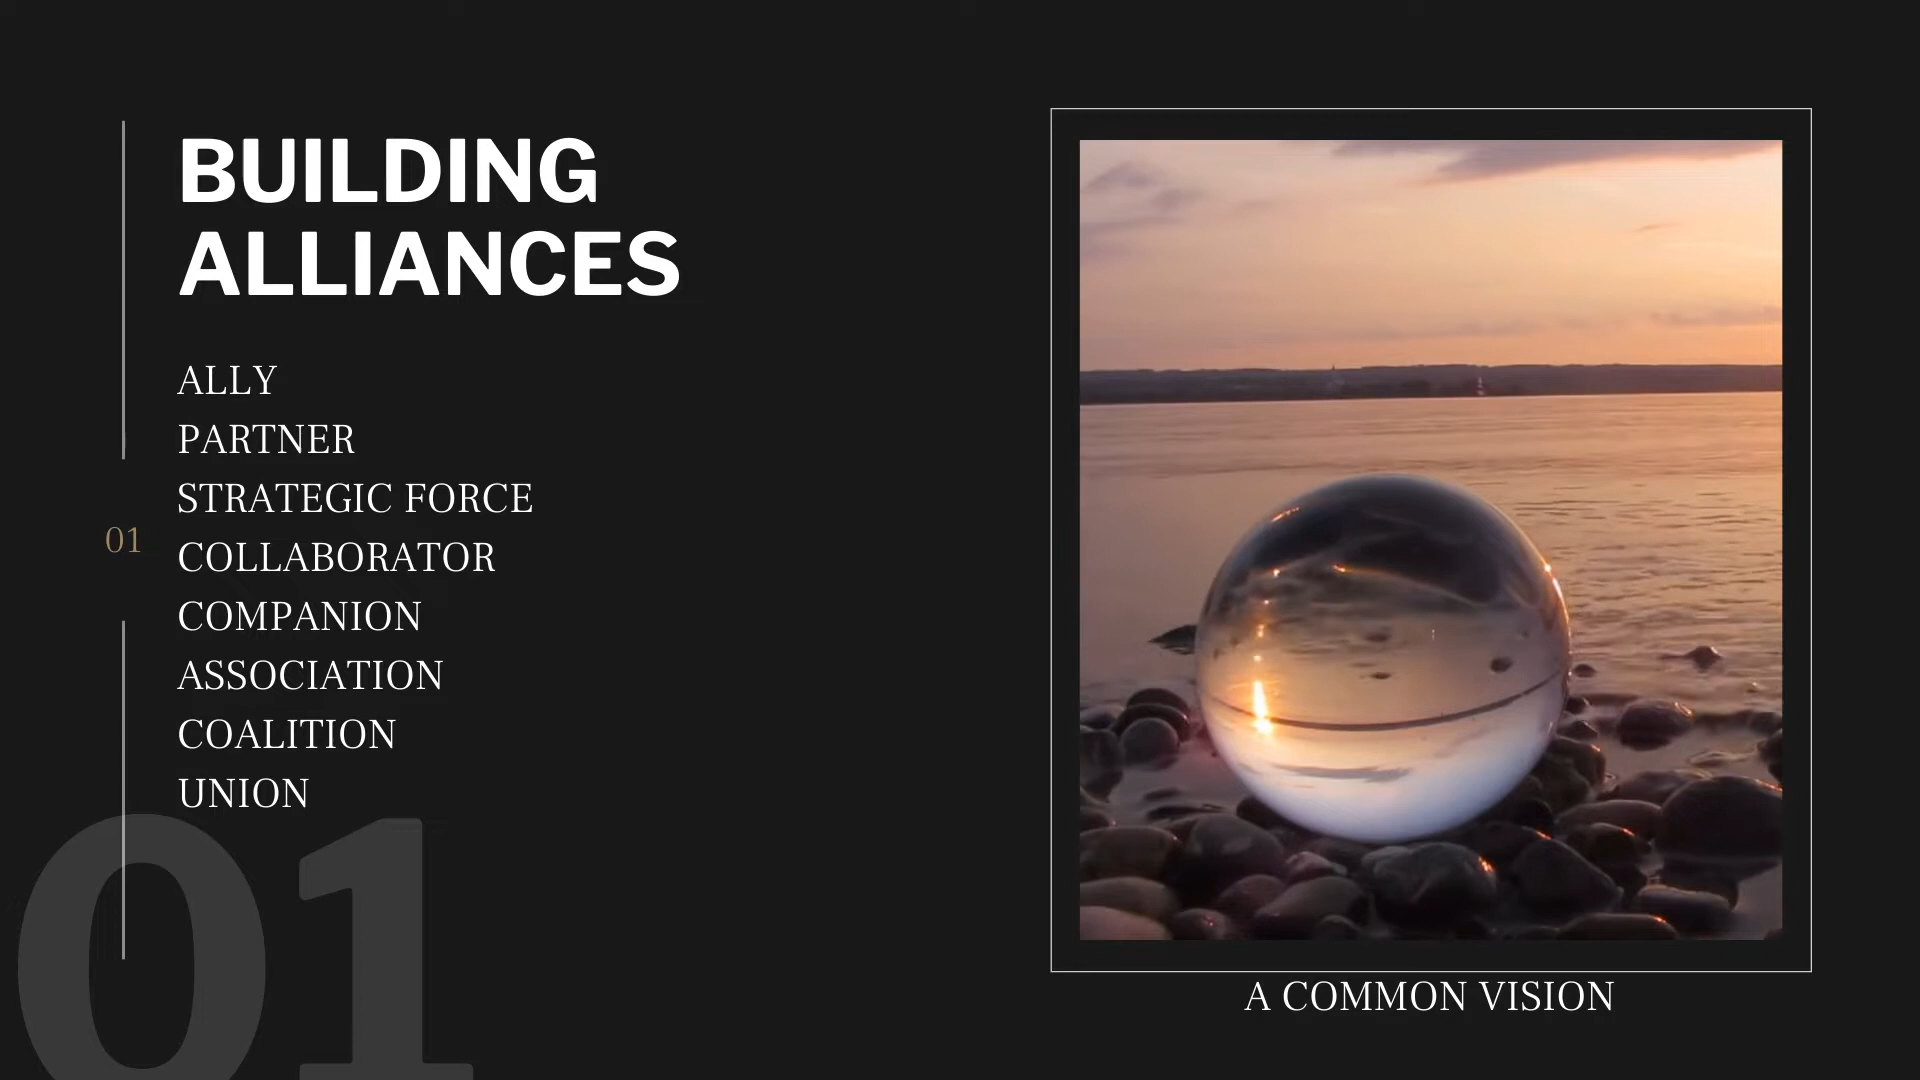 BUILDING
ALLIANCES
ALLY
PARTNER
STRATEGIC FORCE
01
COLLABORATOR
COMPANION
ASSOCIATION
COALITION
UNION
01
A COMMON VISION